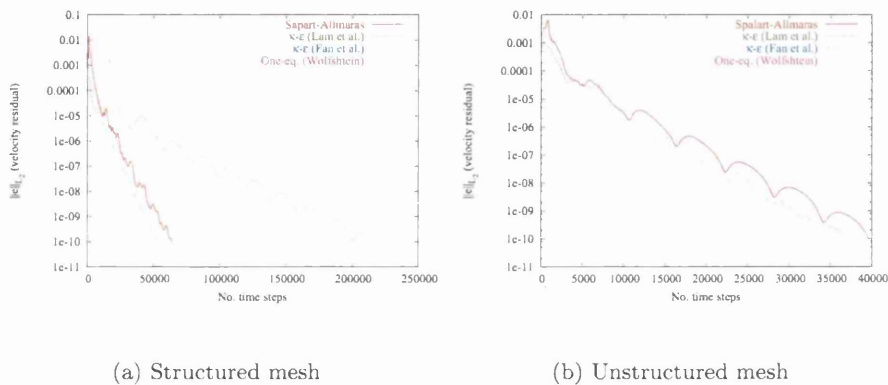 0.1
0.01
0.001
0.0001
1e-05
1e-06
1e-07
1e-08
1e-09
1e-10
1e-11
||e||L2 (velocity residual)
Sapart-Allmaras
κ-ε (Lam et al.)
κ-ε (Fan et al.)
One-eq. (Wolfshtein)
0 50000 100000 150000 200000 250000
No. time steps
0.1
0.01
0.001
0.0001
1e-05
1e-06
1e-07
1e-08
1e-09
1e-10
1e-11
||e||L2 (velocity residual)
Spalart-Allmaras
κ-ε (Lam et al.)
κ-ε (Fan et al.)
One-eq. (Wolfshtein)
0 5000 10000 15000 20000 25000 30000 35000 40000
No. time steps
(a) Structured mesh
(b) Unstructured mesh